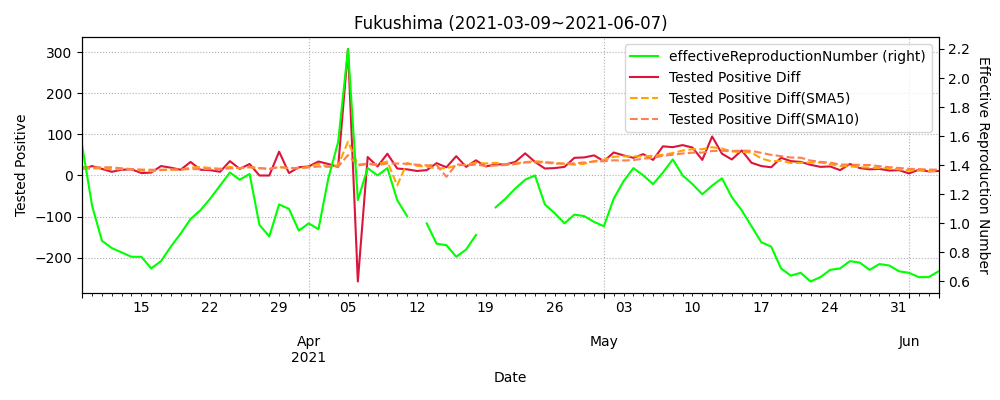 Fukushima (2021-03-09~2021-06-07)
effectiveReproductionNumber (right)
Tested Positive Diff
Tested Positive Diff(SMA5)
Tested Positive Diff(SMA10)
Tested Positive
300
200
100
0
−100
−200
Effective Reproduction Number
2.2
2.0
1.8
1.6
1.4
1.2
1.0
0.8
0.6
15 22 29 05 12 19 26 03 10 17 24 31
Apr May Jun
2021
Date